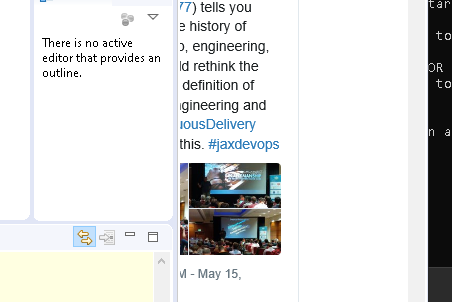 There is no active
editor that provides an
outline.
77) tells you
e history of
engineering,
ld rethink the
definition of
gineering and
uousDelivery
this. #jaxdevops
M - May 15,
tar
to
OR
to
n a